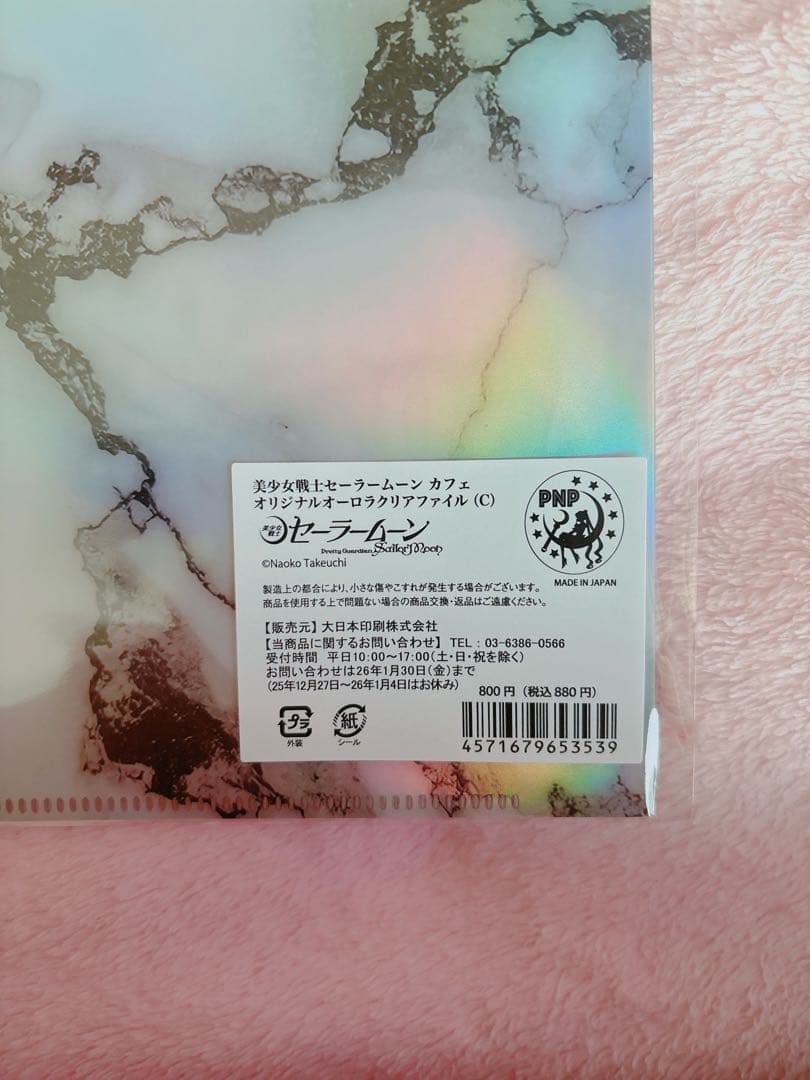 美少女戦士セーラームーン カフェ
オリジナルオーロラクリアファイル (C)
美少女戦士 セーラームーン
Pretty Guardian Sailor Moon
©Naoko Takeuchi
PNP
MADE IN JAPAN
製造上の都合により、小さな傷やこすれが発生する場合がございます。
商品を使用する上で問題ない場合の商品交換・返品はご遠慮ください。
【販売元】大日本印刷株式会社
【当商品に関するお問い合わせ】 TEL:03-6386-0566
受付時間 平日10:00〜17:00(土・日・祝を除く)
お問い合わせは26年1月30日(金)まで
(25年12月27日〜26年1月4日はお休み)
800円(税込880円)
プラ
外装
紙
シール
4571679653539